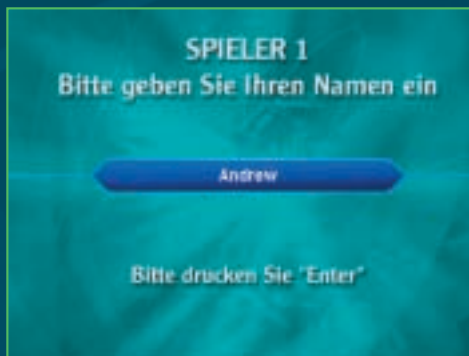 SPIELER 1
Bitte geben Sie Ihren Namen ein
Andrew
Bitte drucken Sie "Enter"